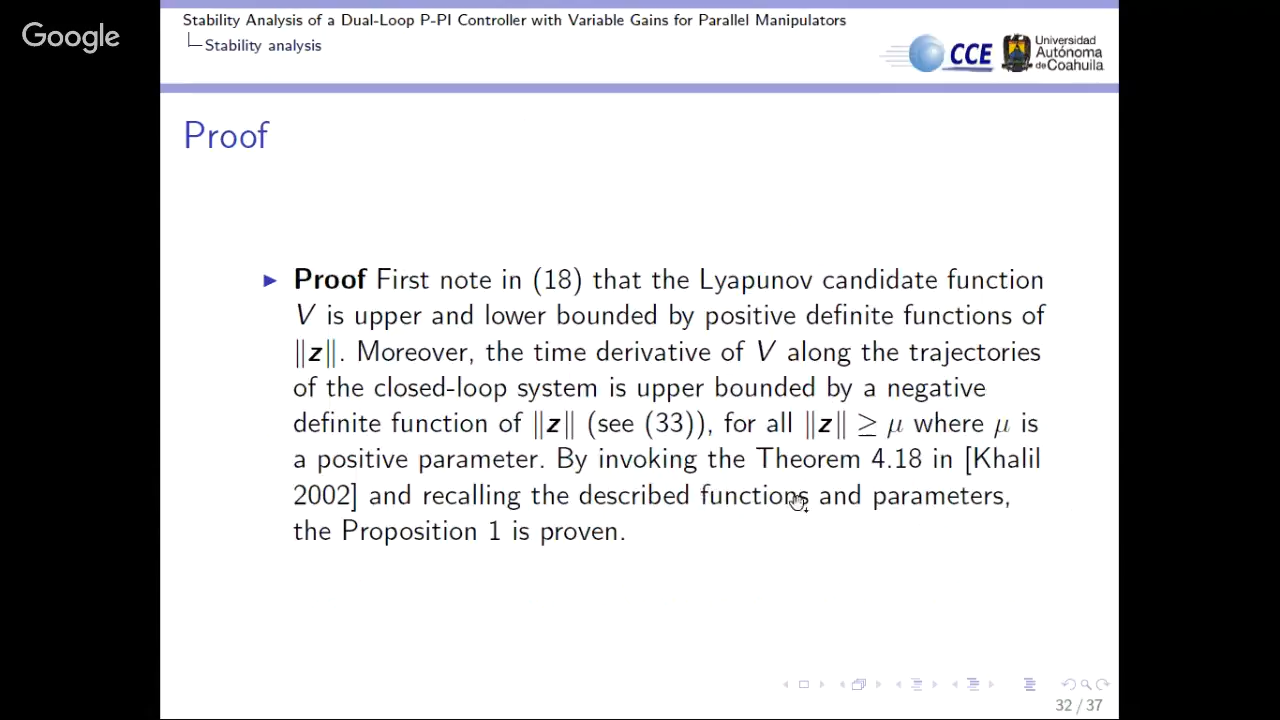 Google
Stability Analysis of a Dual-Loop P-PI Controller with Variable Gains for Parallel Manipulators
Stability analysis
CCE
Universidad
Autónoma
de Coahuila
Proof
Proof First note in (18) that the Lyapunov candidate function
V is upper and lower bounded by positive definite functions of
‖z‖. Moreover, the time derivative of V along the trajectories
of the closed-loop system is upper bounded by a negative
definite function of ‖z‖ (see (33)), for all ‖z‖ ≥ μ where μ is
a positive parameter. By invoking the Theorem 4.18 in [Khalil
2002] and recalling the described functions and parameters,
the Proposition 1 is proven.
32 / 37